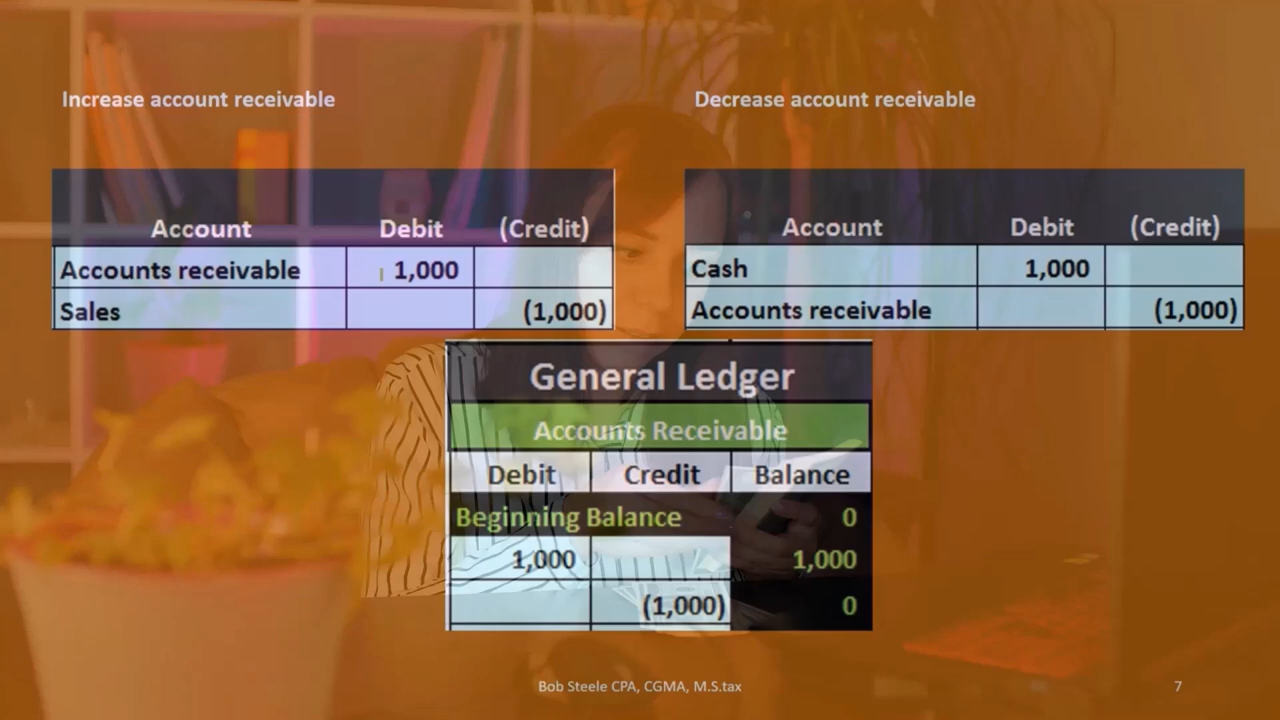 Increase account receivable
Decrease account receivable
Account Debit (Credit)
Accounts receivable 1,000
Sales (1,000)
Account Debit (Credit)
Cash 1,000
Accounts receivable (1,000)
General Ledger
Accounts Receivable
Debit Credit Balance
Beginning Balance 0
1,000 1,000
(1,000) 0
Bob Steele CPA, CGMA, M.S.tax
7